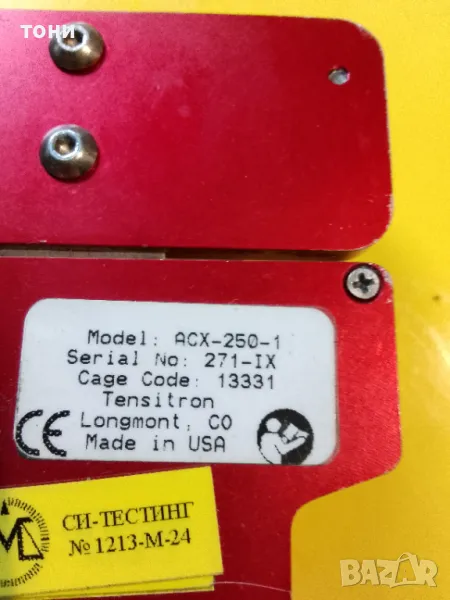 ТОНИ
Model: ACX-250-1
Serial No: 271-IX
Cage Code: 13331
Tensitron
Longmont, CO
Made in USA
CE
СИ-ТЕСТИНГ
№ 1213-М-24
BAZAR